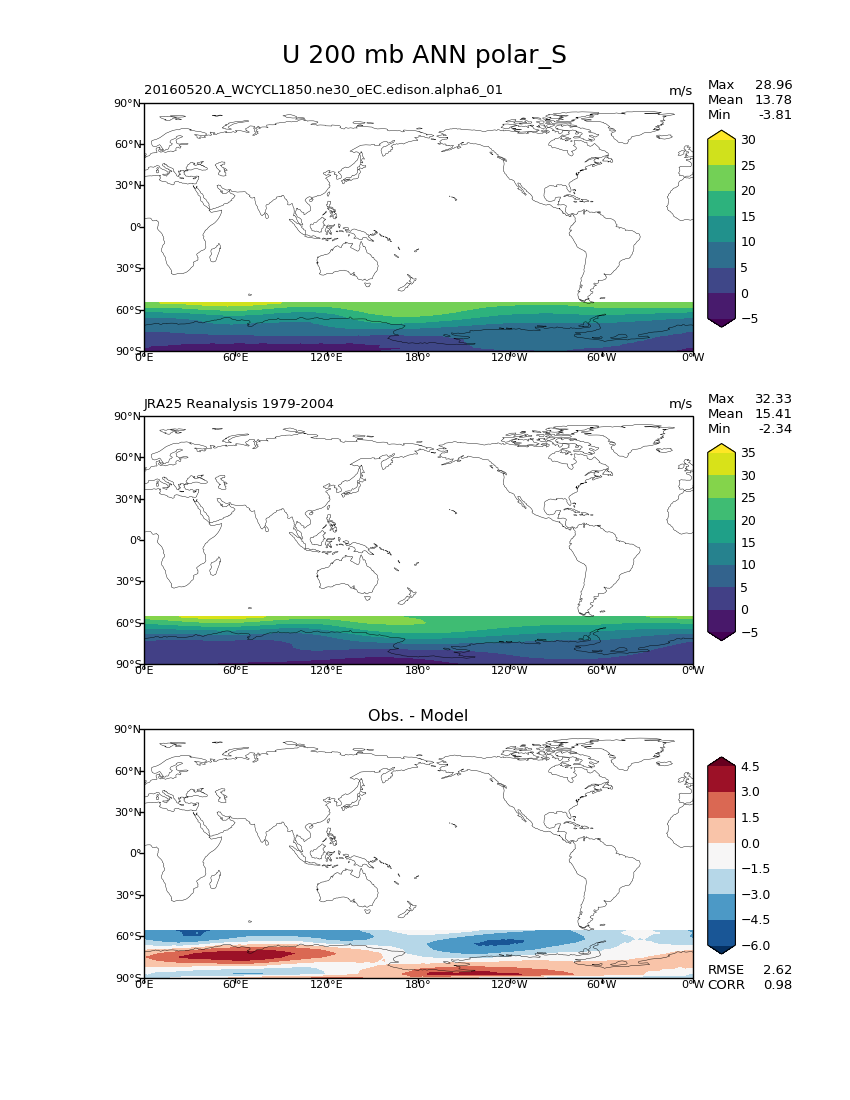 U 200 mb ANN polar_S
20160520.A_WCYCL1850.ne30_oEC.edison.alpha6_01
m/s
Max 28.96
Mean 13.78
Min -3.81
90°N
60°N
30°N
0°
30°S
60°S
90°S
0°E 60°E 120°E 180° 120°W 60°W 0°W
30
25
20
15
10
5
0
−5
JRA25 Reanalysis 1979-2004
m/s
Max 32.33
Mean 15.41
Min -2.34
90°N
60°N
30°N
0°
30°S
60°S
90°S
0°E 60°E 120°E 180° 120°W 60°W 0°W
35
30
25
20
15
10
5
0
−5
Obs. - Model
90°N
60°N
30°N
0°
30°S
60°S
90°S
0°E 60°E 120°E 180° 120°W 60°W 0°W
4.5
3.0
1.5
0.0
−1.5
−3.0
−4.5
−6.0
RMSE 2.62
CORR 0.98